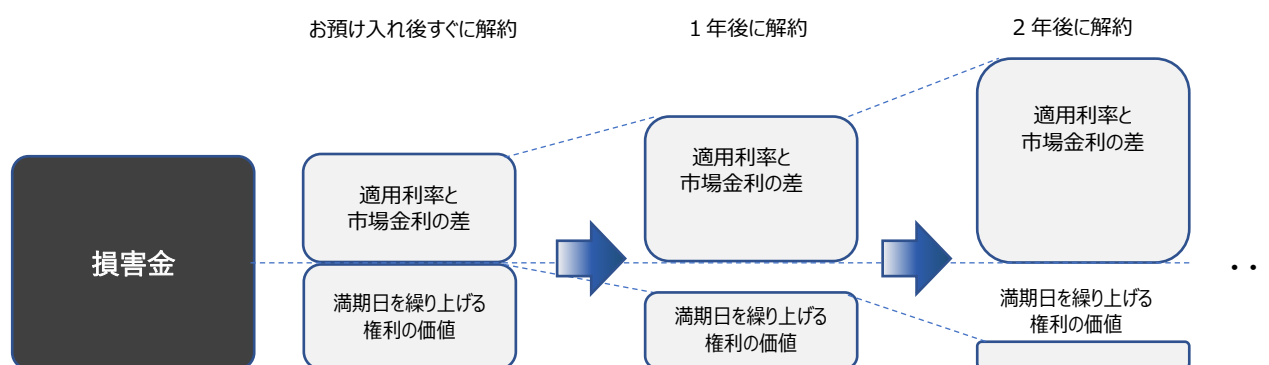 お預け入れ後すぐに解約
1年後に解約
2年後に解約
損害金
適用利率と
市場金利の差
満期日を繰り上げる
権利の価値
適用利率と
市場金利の差
満期日を繰り上げる
権利の価値
適用利率と
市場金利の差
満期日を繰り上げる
権利の価値
・・